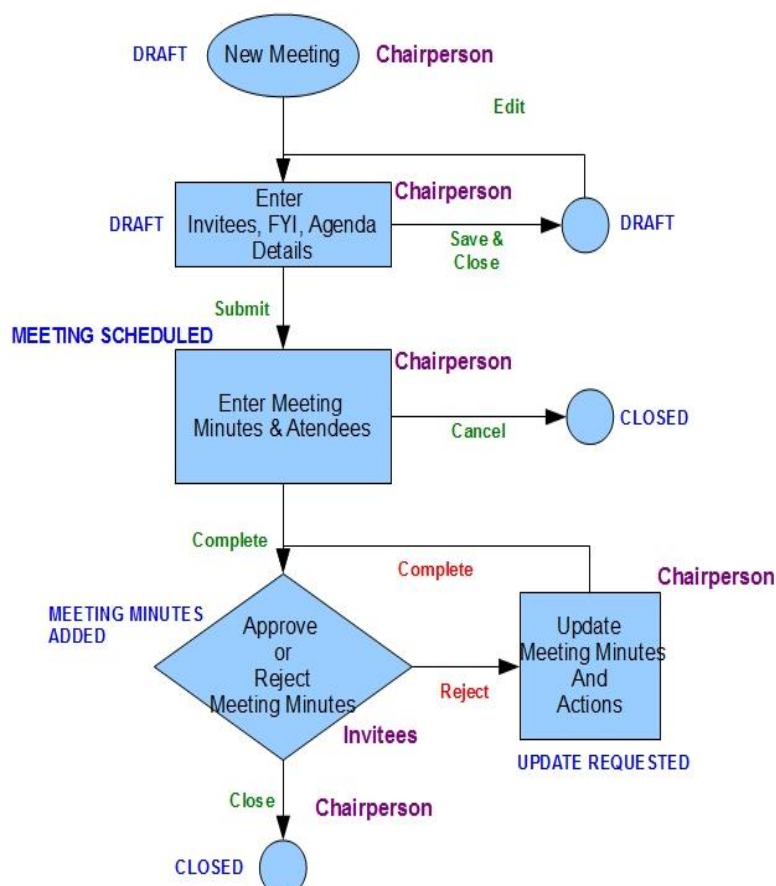 DRAFT
New Meeting
Chairperson
Edit
Chairperson
Enter
Invitees, FYI, Agenda
Details
DRAFT
DRAFT
Save &
Close
Submit
MEETING SCHEDULED
Chairperson
Enter Meeting
Minutes & Atendees
Cancel
CLOSED
Complete
Complete
Chairperson
MEETING MINUTES
ADDED
Approve
or
Reject
Meeting Minutes
Reject
Update
Meeting Minutes
And
Actions
Invitees
UPDATE REQUESTED
Close
Chairperson
CLOSED